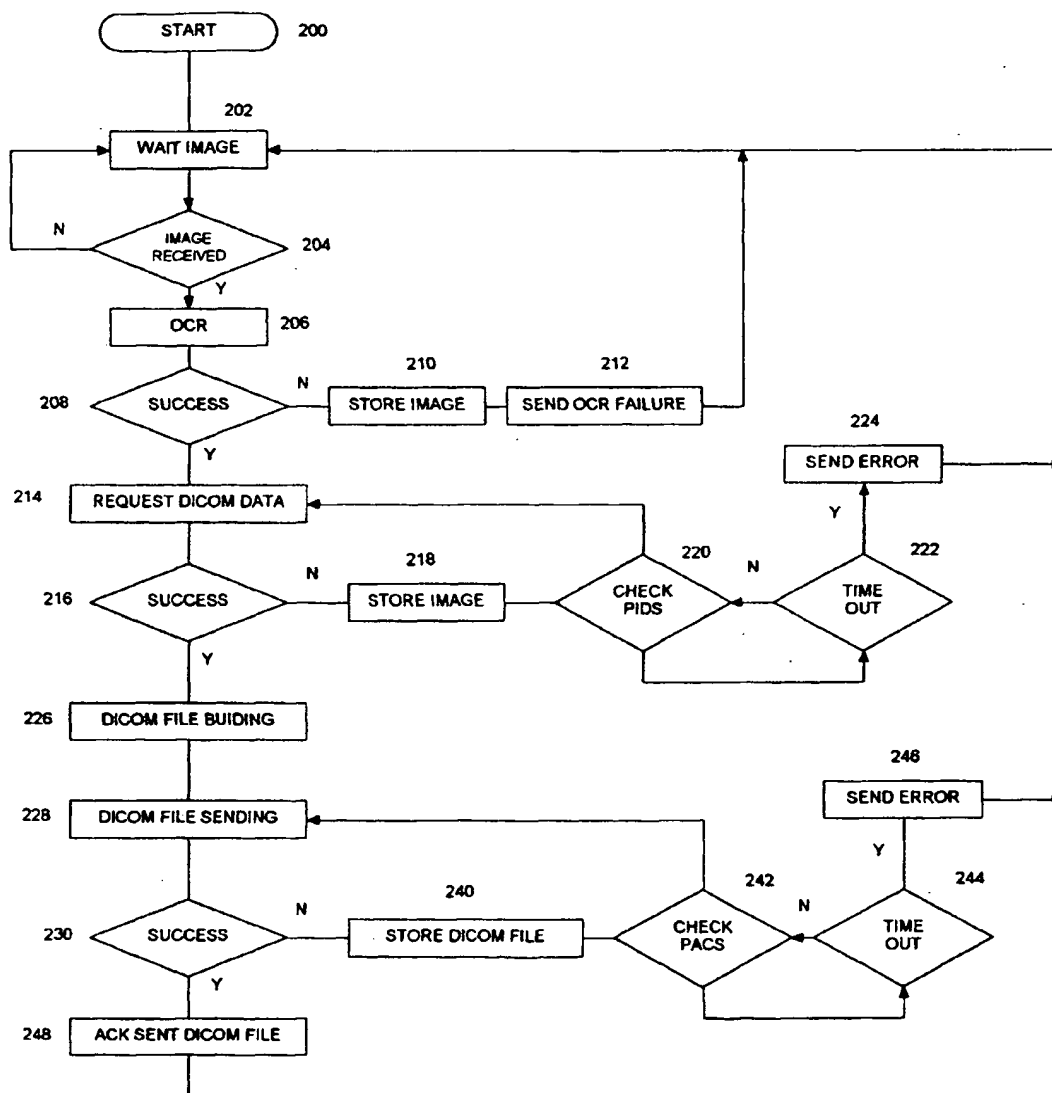 START 200
202
WAIT IMAGE
N
IMAGE
RECEIVED
204
Y
OCR 206
210 212
N
208 SUCCESS STORE IMAGE SEND OCR FAILURE
Y
224
SEND ERROR
214 REQUEST DICOM DATA
Y
218 220 222
N N
216 SUCCESS STORE IMAGE CHECK
PIDS TIME
OUT
Y
226 DICOM FILE BUIDING
246
228 DICOM FILE SENDING SEND ERROR
Y
240 242 244
N N
230 SUCCESS STORE DICOM FILE CHECK
PACS TIME
OUT
Y
248 ACK SENT DICOM FILE